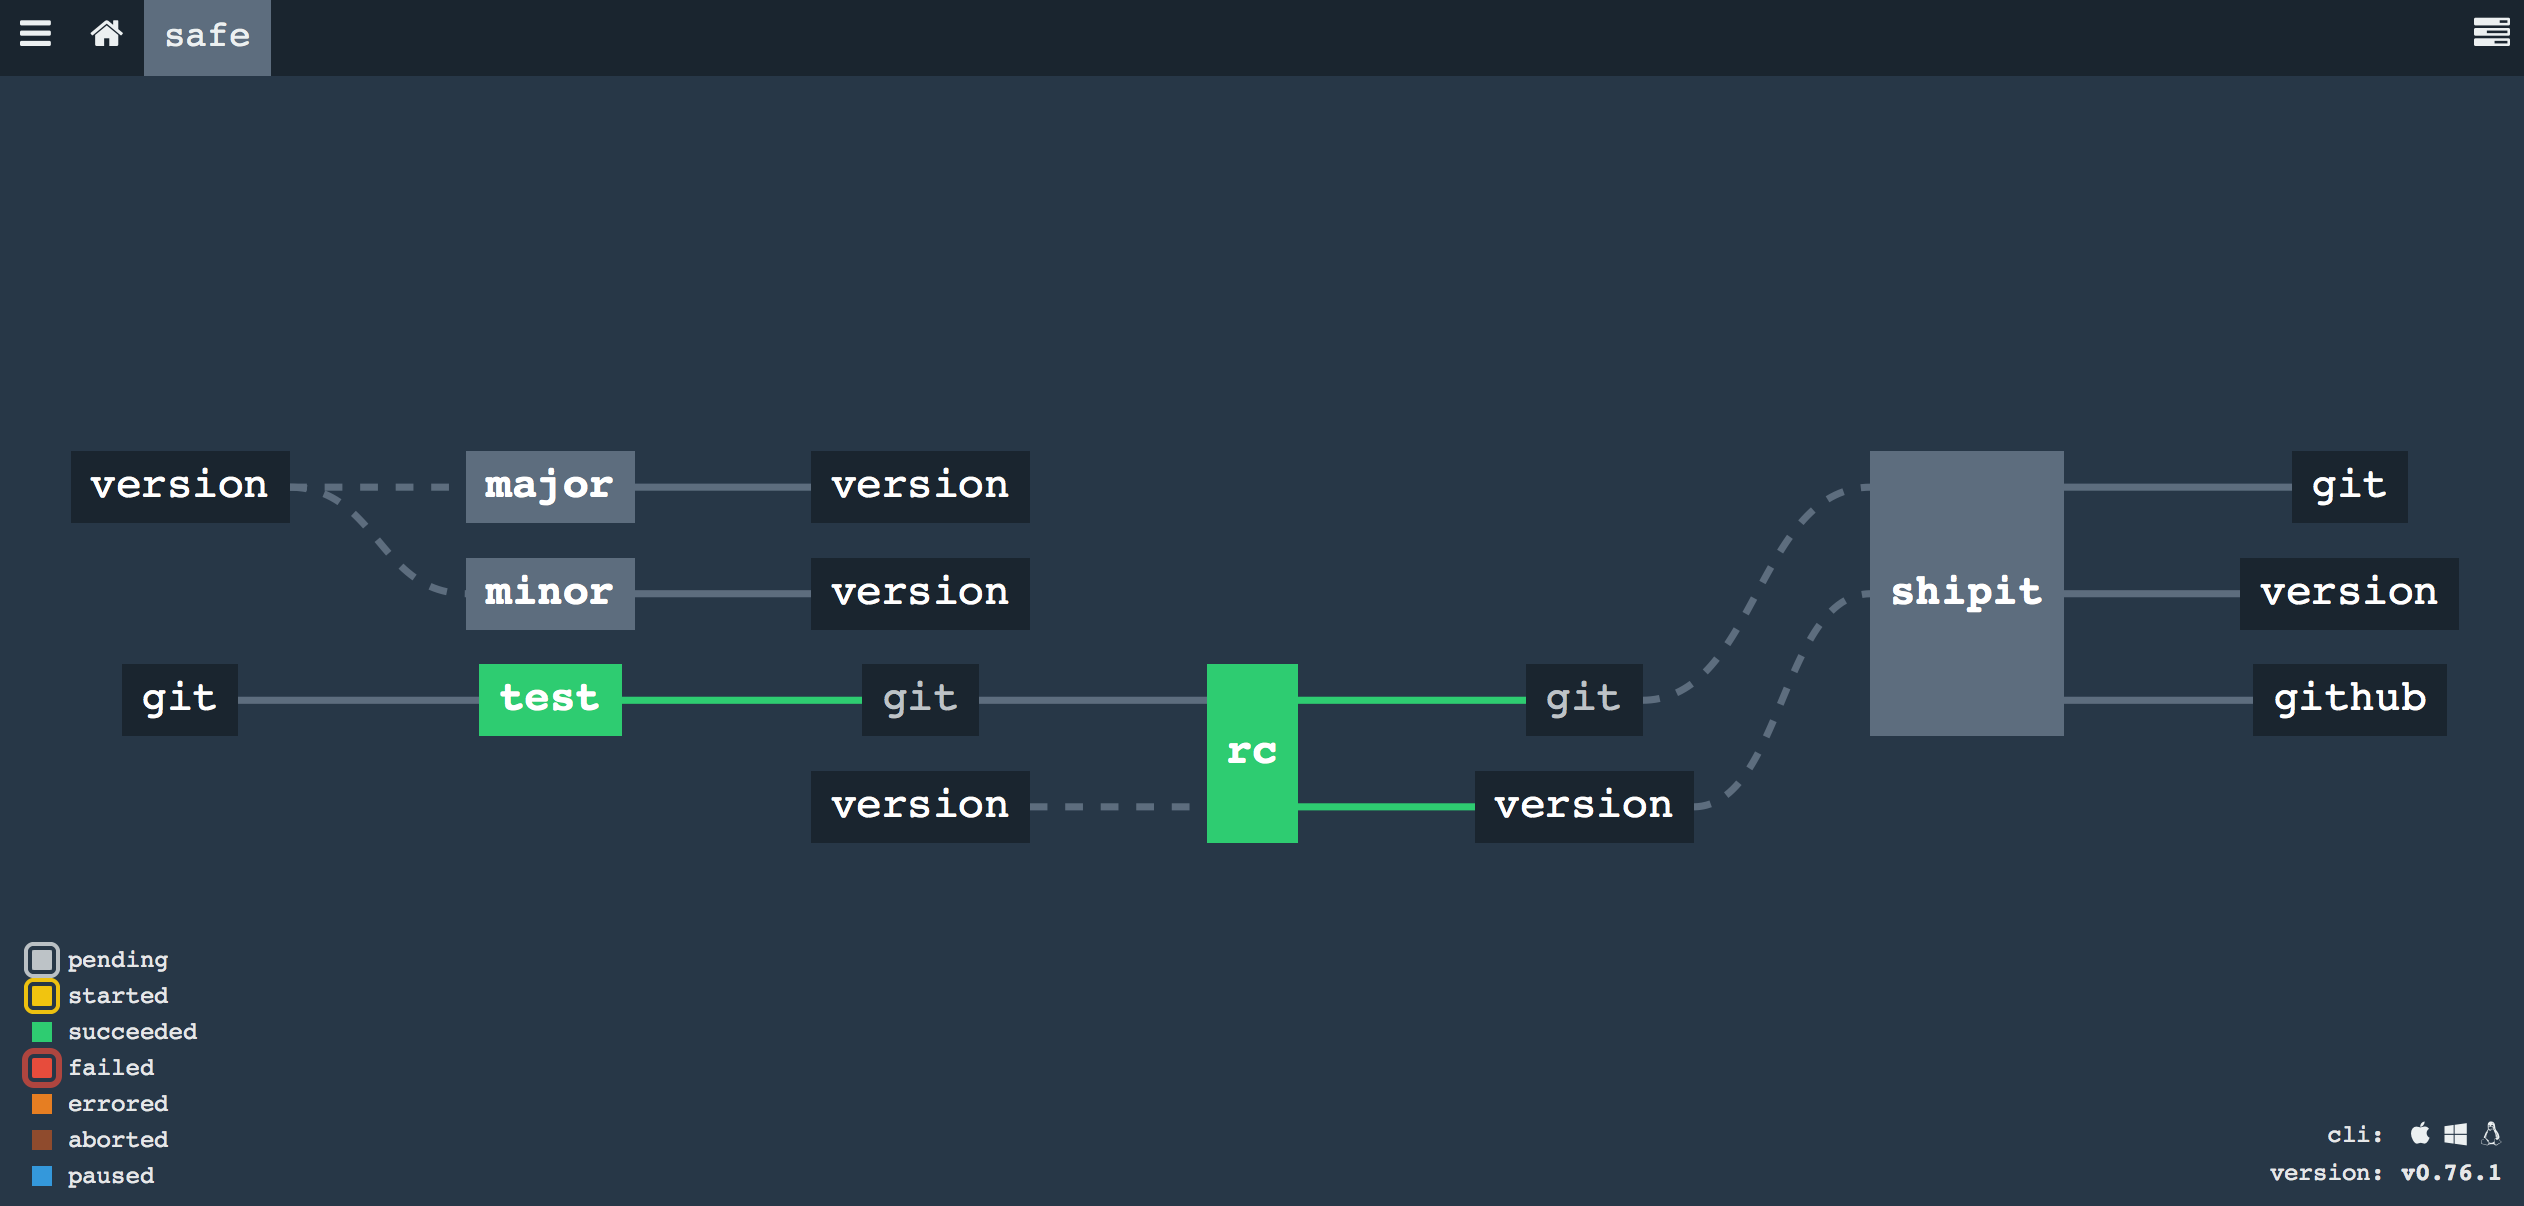 safe
version major version git
minor version shipit version
git test git git github
rc
version version
pending
started
succeeded
failed
errored
aborted
paused
cli:
version: v0.76.1